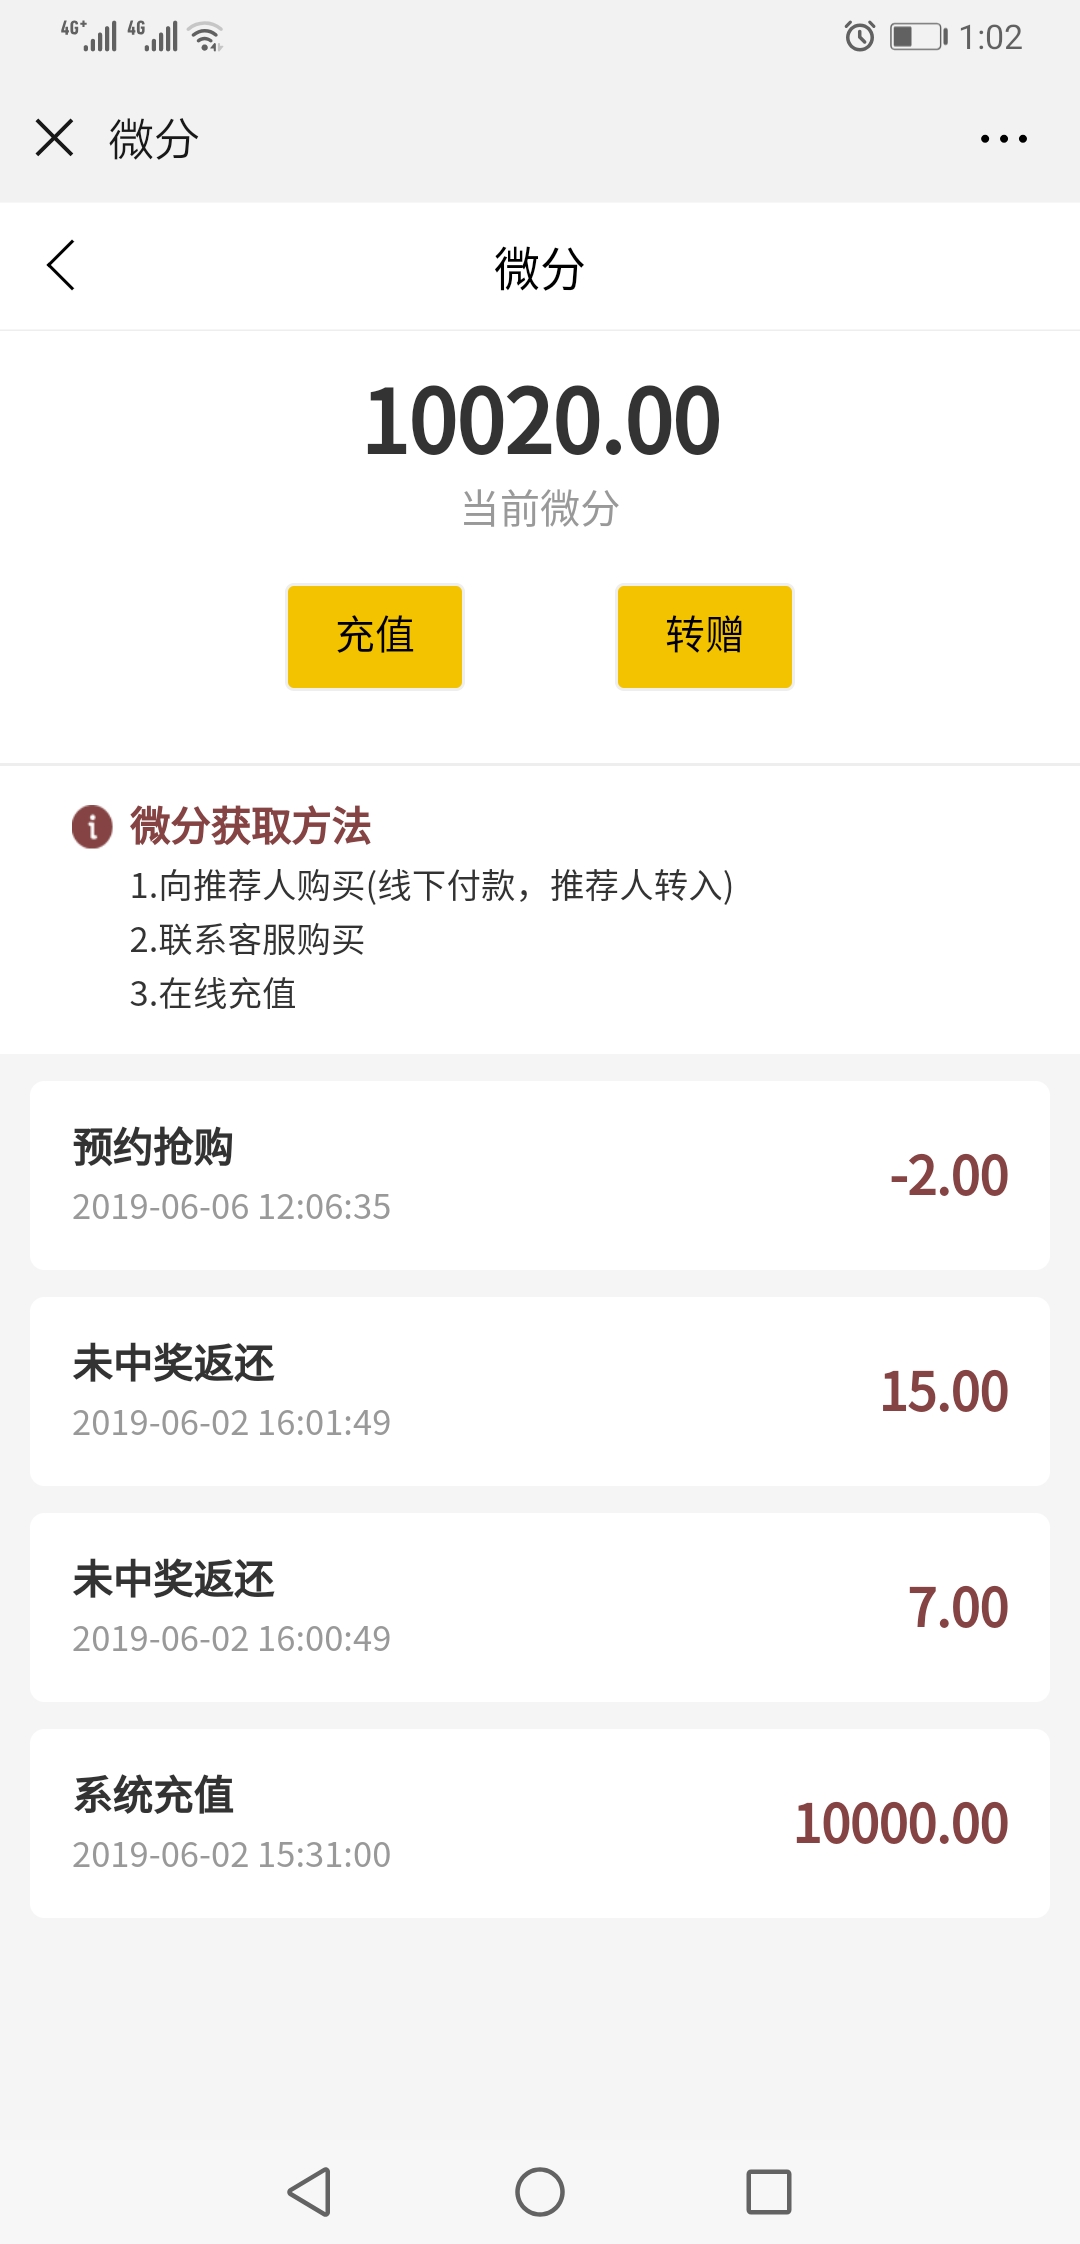 4G+ 4G 1:02
微分
微分
10020.00
当前微分
充值 转赠
微分获取方法
1.向推荐人购买(线下付款，推荐人转入)
2.联系客服购买
3.在线充值
预约抢购
2019-06-06 12:06:35
-2.00
未中奖返还
2019-06-02 16:01:49
15.00
未中奖返还
2019-06-02 16:00:49
7.00
系统充值
2019-06-02 15:31:00
10000.00